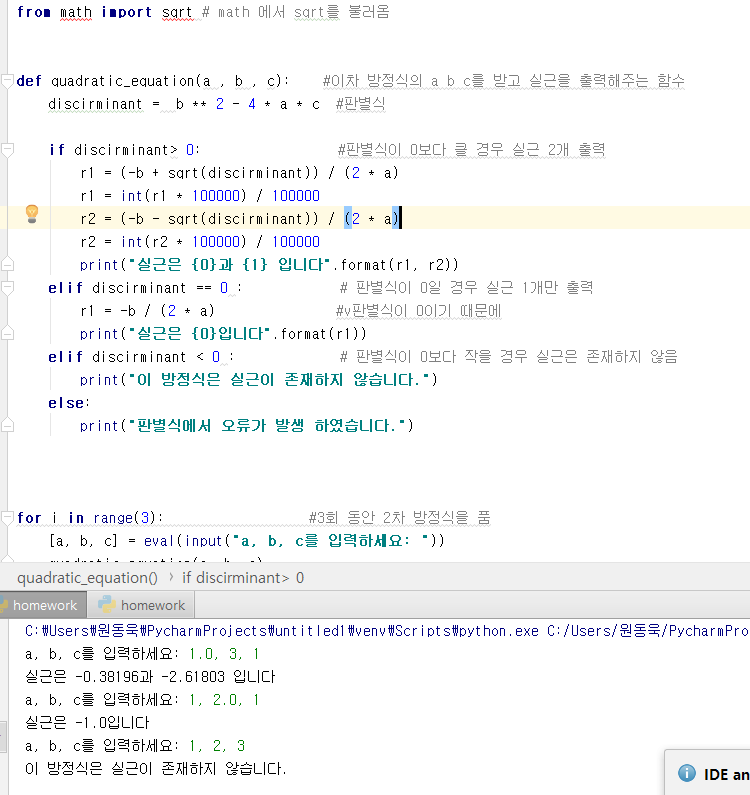 from math import sqrt # math 에서 sqrt를 불러옴
def quadratic_equation(a , b , c): #이차 방정식의 a b c를 받고 실근을 출력해주는 함수
discirminant = b ** 2 - 4 * a * c #판별식
if discirminant> 0: #판별식이 0보다 클 경우 실근 2개 출력
r1 = (-b + sqrt(discirminant)) / (2 * a)
r1 = int(r1 * 100000) / 100000
r2 = (-b - sqrt(discirminant)) / (2 * a)
r2 = int(r2 * 100000) / 100000
print("실근은 {0}과 {1} 입니다".format(r1, r2))
elif discirminant == 0 : # 판별식이 0일 경우 실근 1개만 출력
r1 = -b / (2 * a) #v판별식이 0이기 때문에
print("실근은 {0}입니다".format(r1))
elif discirminant < 0 : # 판별식이 0보다 작을 경우 실근은 존재하지 않음
print("이 방정식은 실근이 존재하지 않습니다.")
else:
print("판별식에서 오류가 발생 하였습니다.")
for i in range(3): #3회 동안 2차 방정식을 품
[a, b, c] = eval(input("a, b, c를 입력하세요: "))
quadratic_equation() › if discirminant> 0
homework homework
C:\Users\원동욱\PycharmProjects\untitled1\venv\Scripts\python.exe C:/Users/원동욱/PycharmPro
a, b, c를 입력하세요: 1.0, 3, 1
실근은 -0.38196과 -2.61803 입니다
a, b, c를 입력하세요: 1, 2.0, 1
실근은 -1.0입니다
a, b, c를 입력하세요: 1, 2, 3
이 방정식은 실근이 존재하지 않습니다.
IDE an